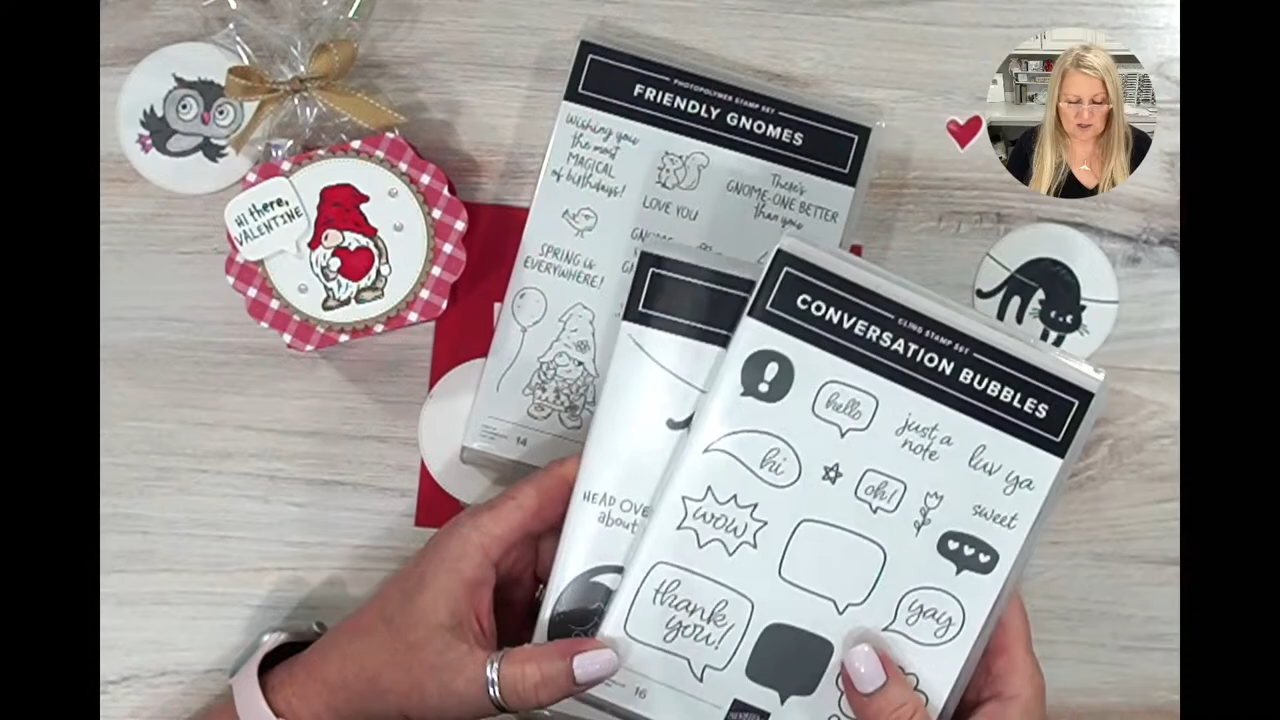 Hi there,
VALENTINE
PHOTOPOLYMER STAMP SET
FRIENDLY GNOMES
Wishing you
the most
MAGICAL
of birthdays!
LOVE YOU
There's
GNOME-ONE BETTER
than you
SPRING is
EVERYWHERE!
14
HEAD OVE
about
CLING STAMP SET
CONVERSATION BUBBLES
!
hello
just a
note
luv ya
hi
oh!
sweet
wow
thank
you!
yay
16